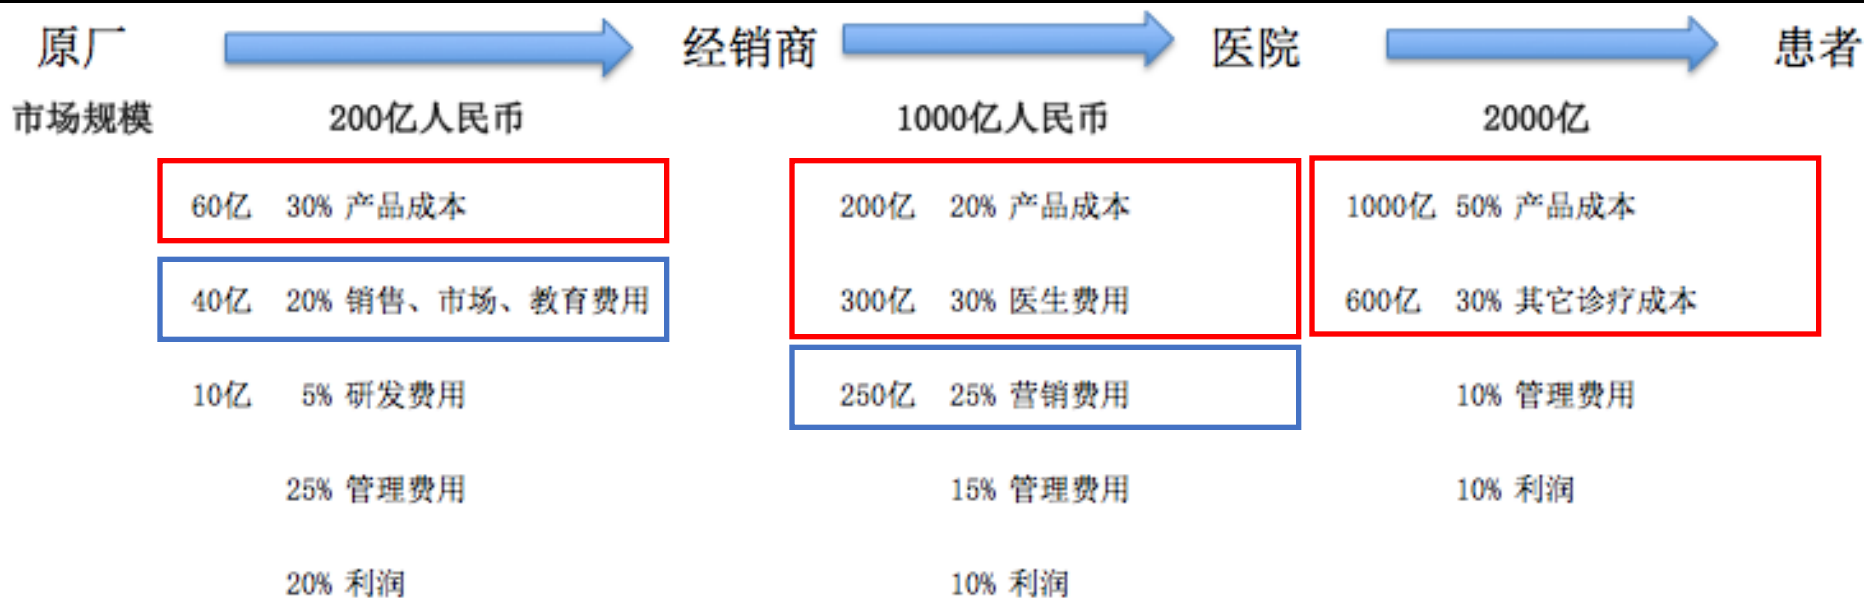 原厂 经销商 医院 患者
市场规模 200亿人民币 1000亿人民币 2000亿
60亿 30% 产品成本 200亿 20% 产品成本 1000亿 50% 产品成本
40亿 20% 销售、市场、教育费用 300亿 30% 医生费用 600亿 30% 其它诊疗成本
10亿 5% 研发费用 250亿 25% 营销费用 10% 管理费用
25% 管理费用 15% 管理费用 10% 利润
20% 利润 10% 利润